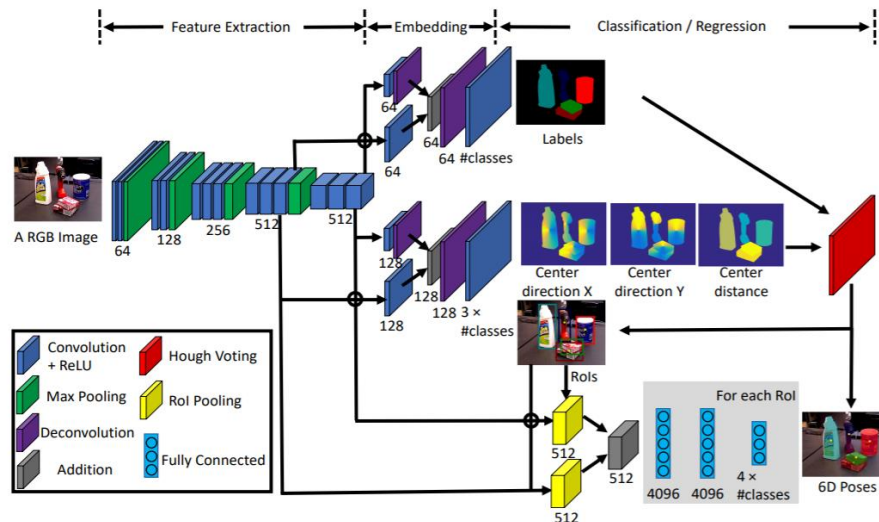 Feature Extraction
Embedding
Classification / Regression
A RGB Image
64
128
256
512
512
64
64
64
64
#classes
Labels
128
128
128
128
3 ×
#classes
Center
direction X
Center
direction Y
Center
distance
RoIs
Convolution
+ ReLU
Max Pooling
Deconvolution
Addition
Hough Voting
RoI Pooling
Fully Connected
512
512
512
For each RoI
4096
4096
4 ×
#classes
6D Poses